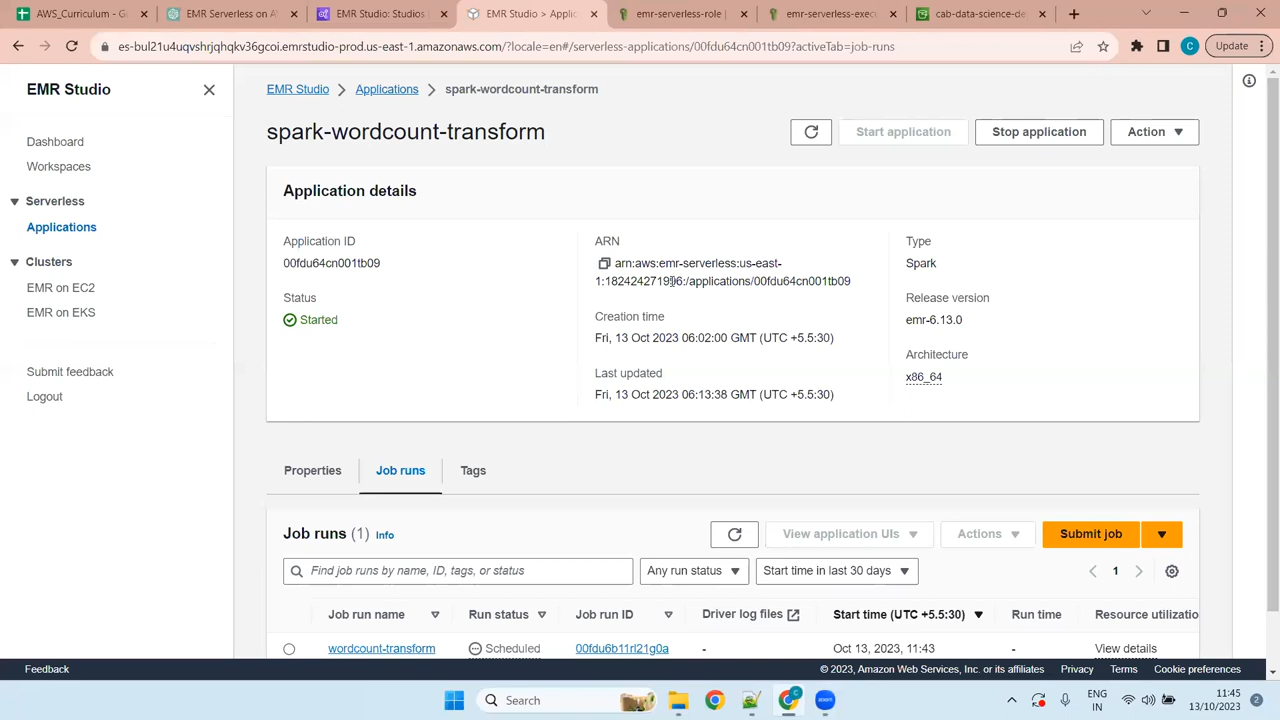 AWS_Curriculum - G
EMR Serverless on A
EMR Studio: Studios
EMR Studio > Applic
emr-serverless-role
emr-serverless-exec
cab-data-science-de
es-bul21u4uqvshrjqhqkv36gcoi.emrstudio-prod.us-east-1.amazonaws.com/?locale=en#/serverless-applications/00fdu64cn001tb09?activeTab=job-runs
C
Update
EMR Studio
Dashboard
Workspaces
Serverless
Applications
Clusters
EMR on EC2
EMR on EKS
Submit feedback
Logout
EMR Studio
Applications
spark-wordcount-transform
spark-wordcount-transform
Start application
Stop application
Action
Application details
Application ID
00fdu64cn001tb09
Status
Started
ARN
arn:aws:emr-serverless:us-east-
1:182424271996:/applications/00fdu64cn001tb09
Creation time
Fri, 13 Oct 2023 06:02:00 GMT (UTC +5.5:30)
Last updated
Fri, 13 Oct 2023 06:13:38 GMT (UTC +5.5:30)
Type
Spark
Release version
emr-6.13.0
Architecture
x86_64
Properties
Job runs
Tags
Job runs (1) Info
View application UIs
Actions
Submit job
Find job runs by name, ID, tags, or status
Any run status
Start time in last 30 days
1
Job run name
Run status
Job run ID
Driver log files
Start time (UTC +5.5:30)
Run time
Resource utilizatio
wordcount-transform
Scheduled
00fdu6b11rl21g0a
-
Oct 13, 2023, 11:43
-
View details
Feedback
© 2023, Amazon Web Services, Inc. or its affiliates
Privacy
Terms
Cookie preferences
Search
ENG
IN
11:45
13/10/2023
2